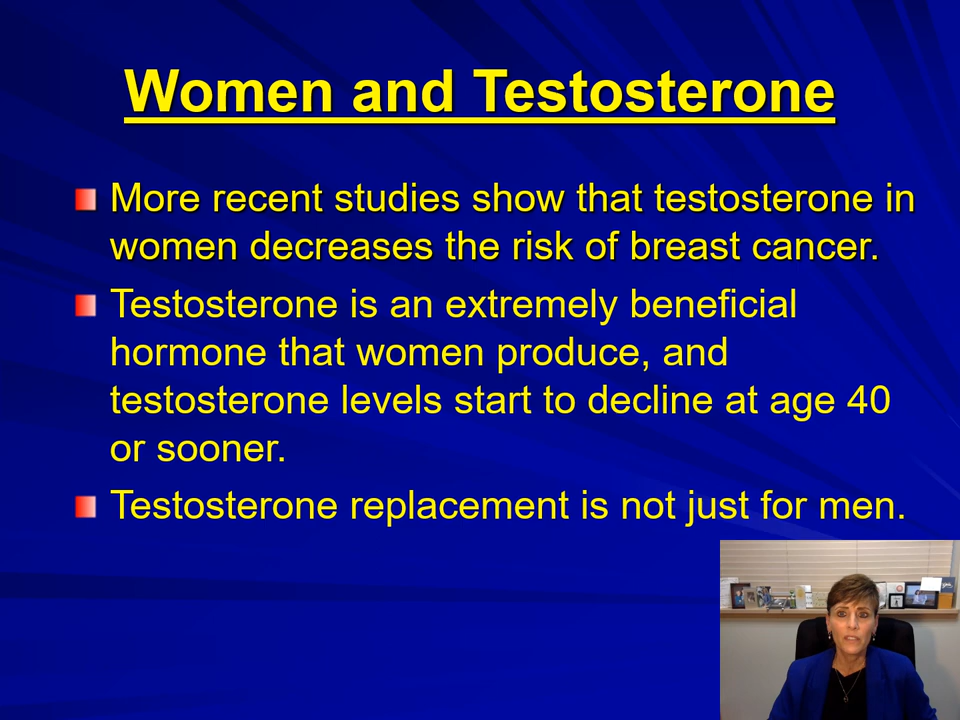 Women and Testosterone
More recent studies show that testosterone in
women decreases the risk of breast cancer.
Testosterone is an extremely beneficial
hormone that women produce, and
testosterone levels start to decline at age 40
or sooner.
Testosterone replacement is not just for men.